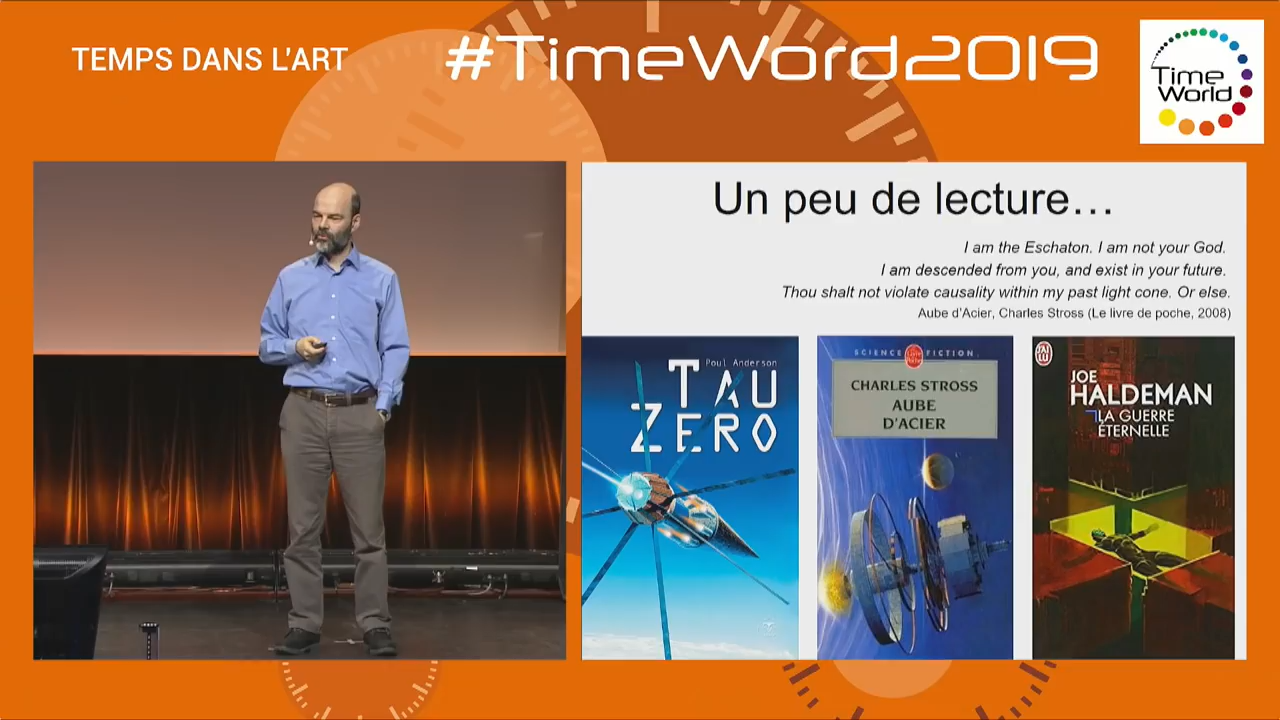 TEMPS DANS L'ART
#TimeWord2019
Time
World
Un peu de lecture…
I am the Eschaton. I am not your God.
I am descended from you, and exist in your future.
Thou shalt not violate causality within my past light cone. Or else.
Aube d'Acier, Charles Stross (Le livre de poche, 2008)
Poul Anderson
TAU
ZERO
SCIENCE FICTION
CHARLES STROSS
AUBE
D'ACIER
J'AI
LU
JOE
HALDEMAN
LA GUERRE
ÉTERNELLE